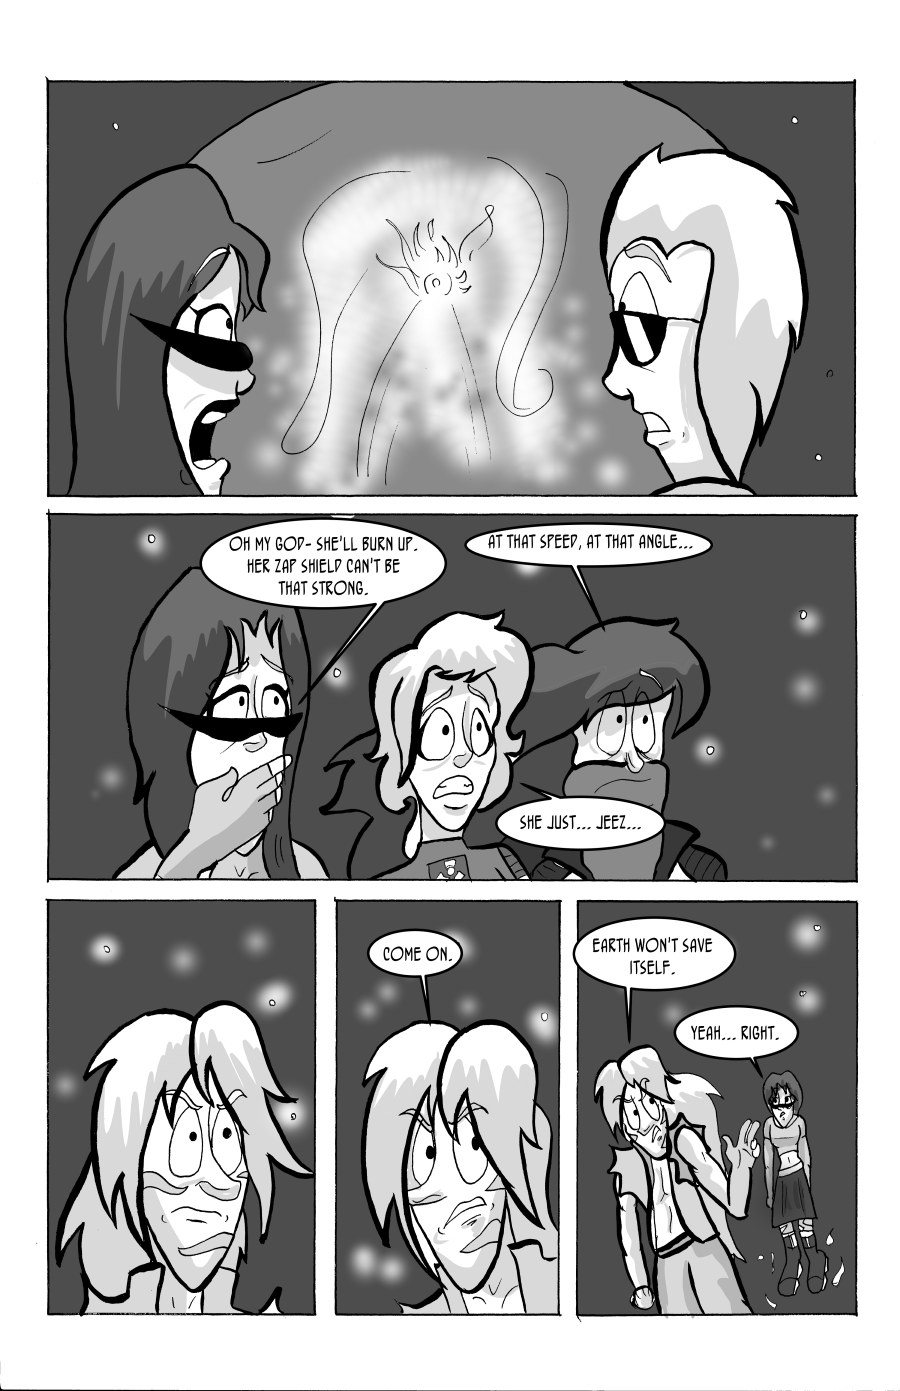 OH MY GOD- SHE'LL BURN UP.
HER ZAP SHIELD CAN'T BE
THAT STRONG.
AT THAT SPEED, AT THAT ANGLE...
SHE JUST... JEEZ...
COME ON.
EARTH WON'T SAVE
ITSELF.
YEAH... RIGHT.